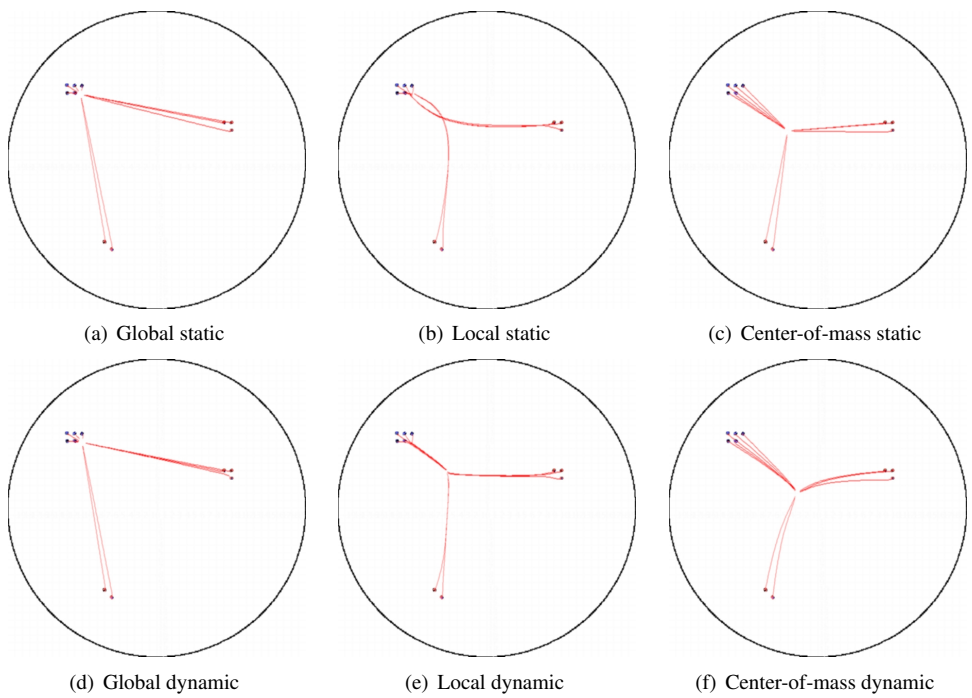 (a) Global static
(b) Local static
(c) Center-of-mass static
(d) Global dynamic
(e) Local dynamic
(f) Center-of-mass dynamic